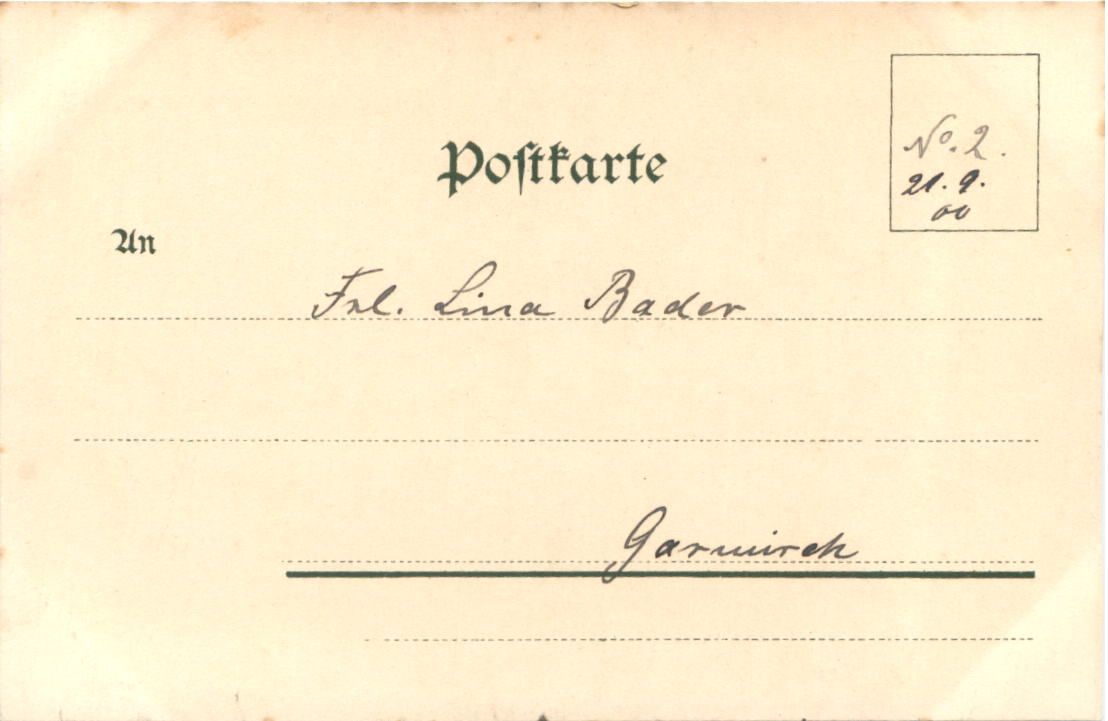 Postkarte
No. 2.
21. 9.
00
An
Frl. Lina Bader
Garmisch